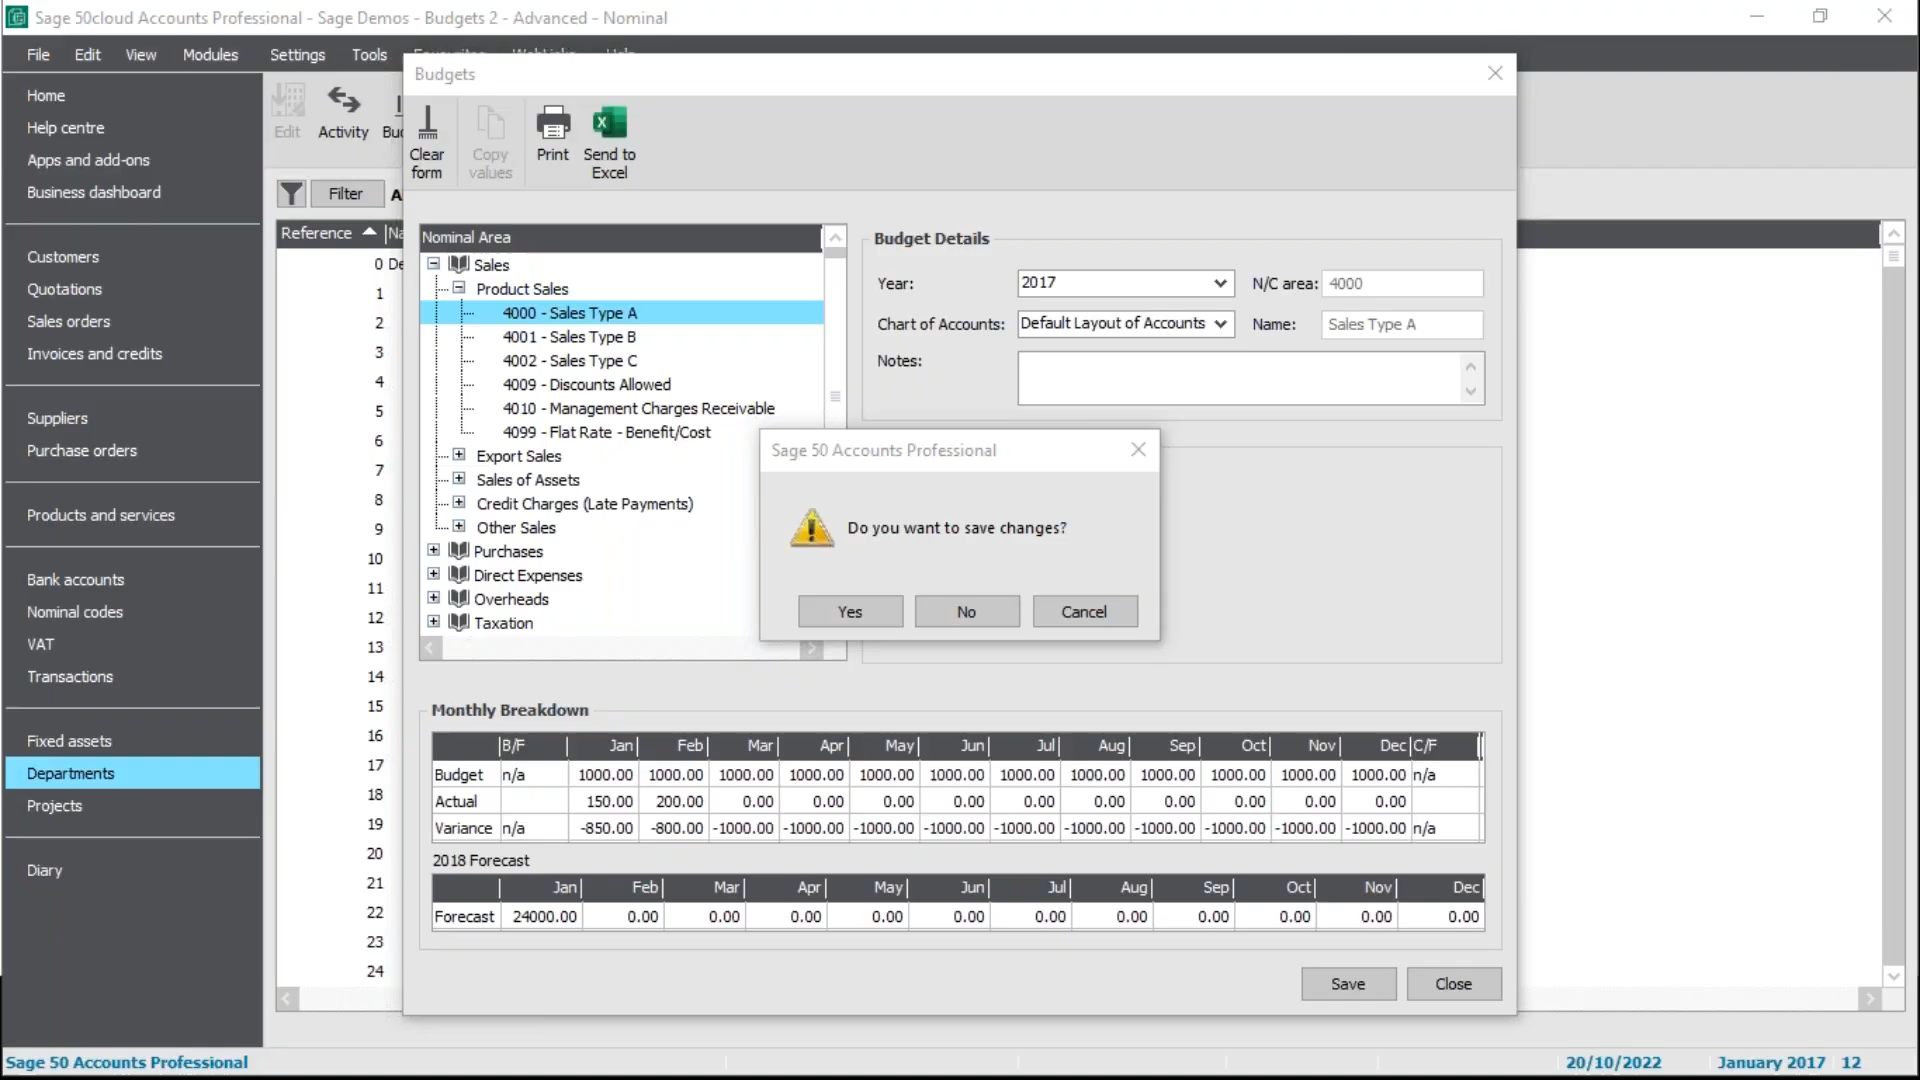 Sage 50cloud Accounts Professional - Sage Demos - Budgets 2 - Advanced - Nominal
File Edit View Modules Settings Tools
Budgets
Home
Help centre
Apps and add-ons
Business dashboard
Customers
Quotations
Sales orders
Invoices and credits
Suppliers
Purchase orders
Products and services
Bank accounts
Nominal codes
VAT
Transactions
Fixed assets
Departments
Projects
Diary
Edit Activity
Filter
Reference
0
1
2
3
4
5
6
7
8
9
10
11
12
13
14
15
16
17
18
19
20
21
22
23
24
Clear form
Copy values
Print
Send to Excel
Nominal Area
Sales
Product Sales
4000 - Sales Type A
4001 - Sales Type B
4002 - Sales Type C
4009 - Discounts Allowed
4010 - Management Charges Receivable
4099 - Flat Rate - Benefit/Cost
Export Sales
Sales of Assets
Credit Charges (Late Payments)
Other Sales
Purchases
Direct Expenses
Overheads
Taxation
Budget Details
Year: 2017 N/C area: 4000
Chart of Accounts: Default Layout of Accounts Name: Sales Type A
Notes:
Sage 50 Accounts Professional
Do you want to save changes?
Yes No Cancel
Monthly Breakdown
B/F Jan Feb Mar Apr May Jun Jul Aug Sep Oct Nov Dec C/F
Budget n/a 1000.00 1000.00 1000.00 1000.00 1000.00 1000.00 1000.00 1000.00 1000.00 1000.00 1000.00 1000.00 n/a
Actual 150.00 200.00 0.00 0.00 0.00 0.00 0.00 0.00 0.00 0.00 0.00 0.00
Variance n/a -850.00 -800.00 -1000.00 -1000.00 -1000.00 -1000.00 -1000.00 -1000.00 -1000.00 -1000.00 -1000.00 -1000.00 n/a
2018 Forecast
Jan Feb Mar Apr May Jun Jul Aug Sep Oct Nov Dec
Forecast 24000.00 0.00 0.00 0.00 0.00 0.00 0.00 0.00 0.00 0.00 0.00 0.00
Save Close
Sage 50 Accounts Professional 20/10/2022 January 2017 12